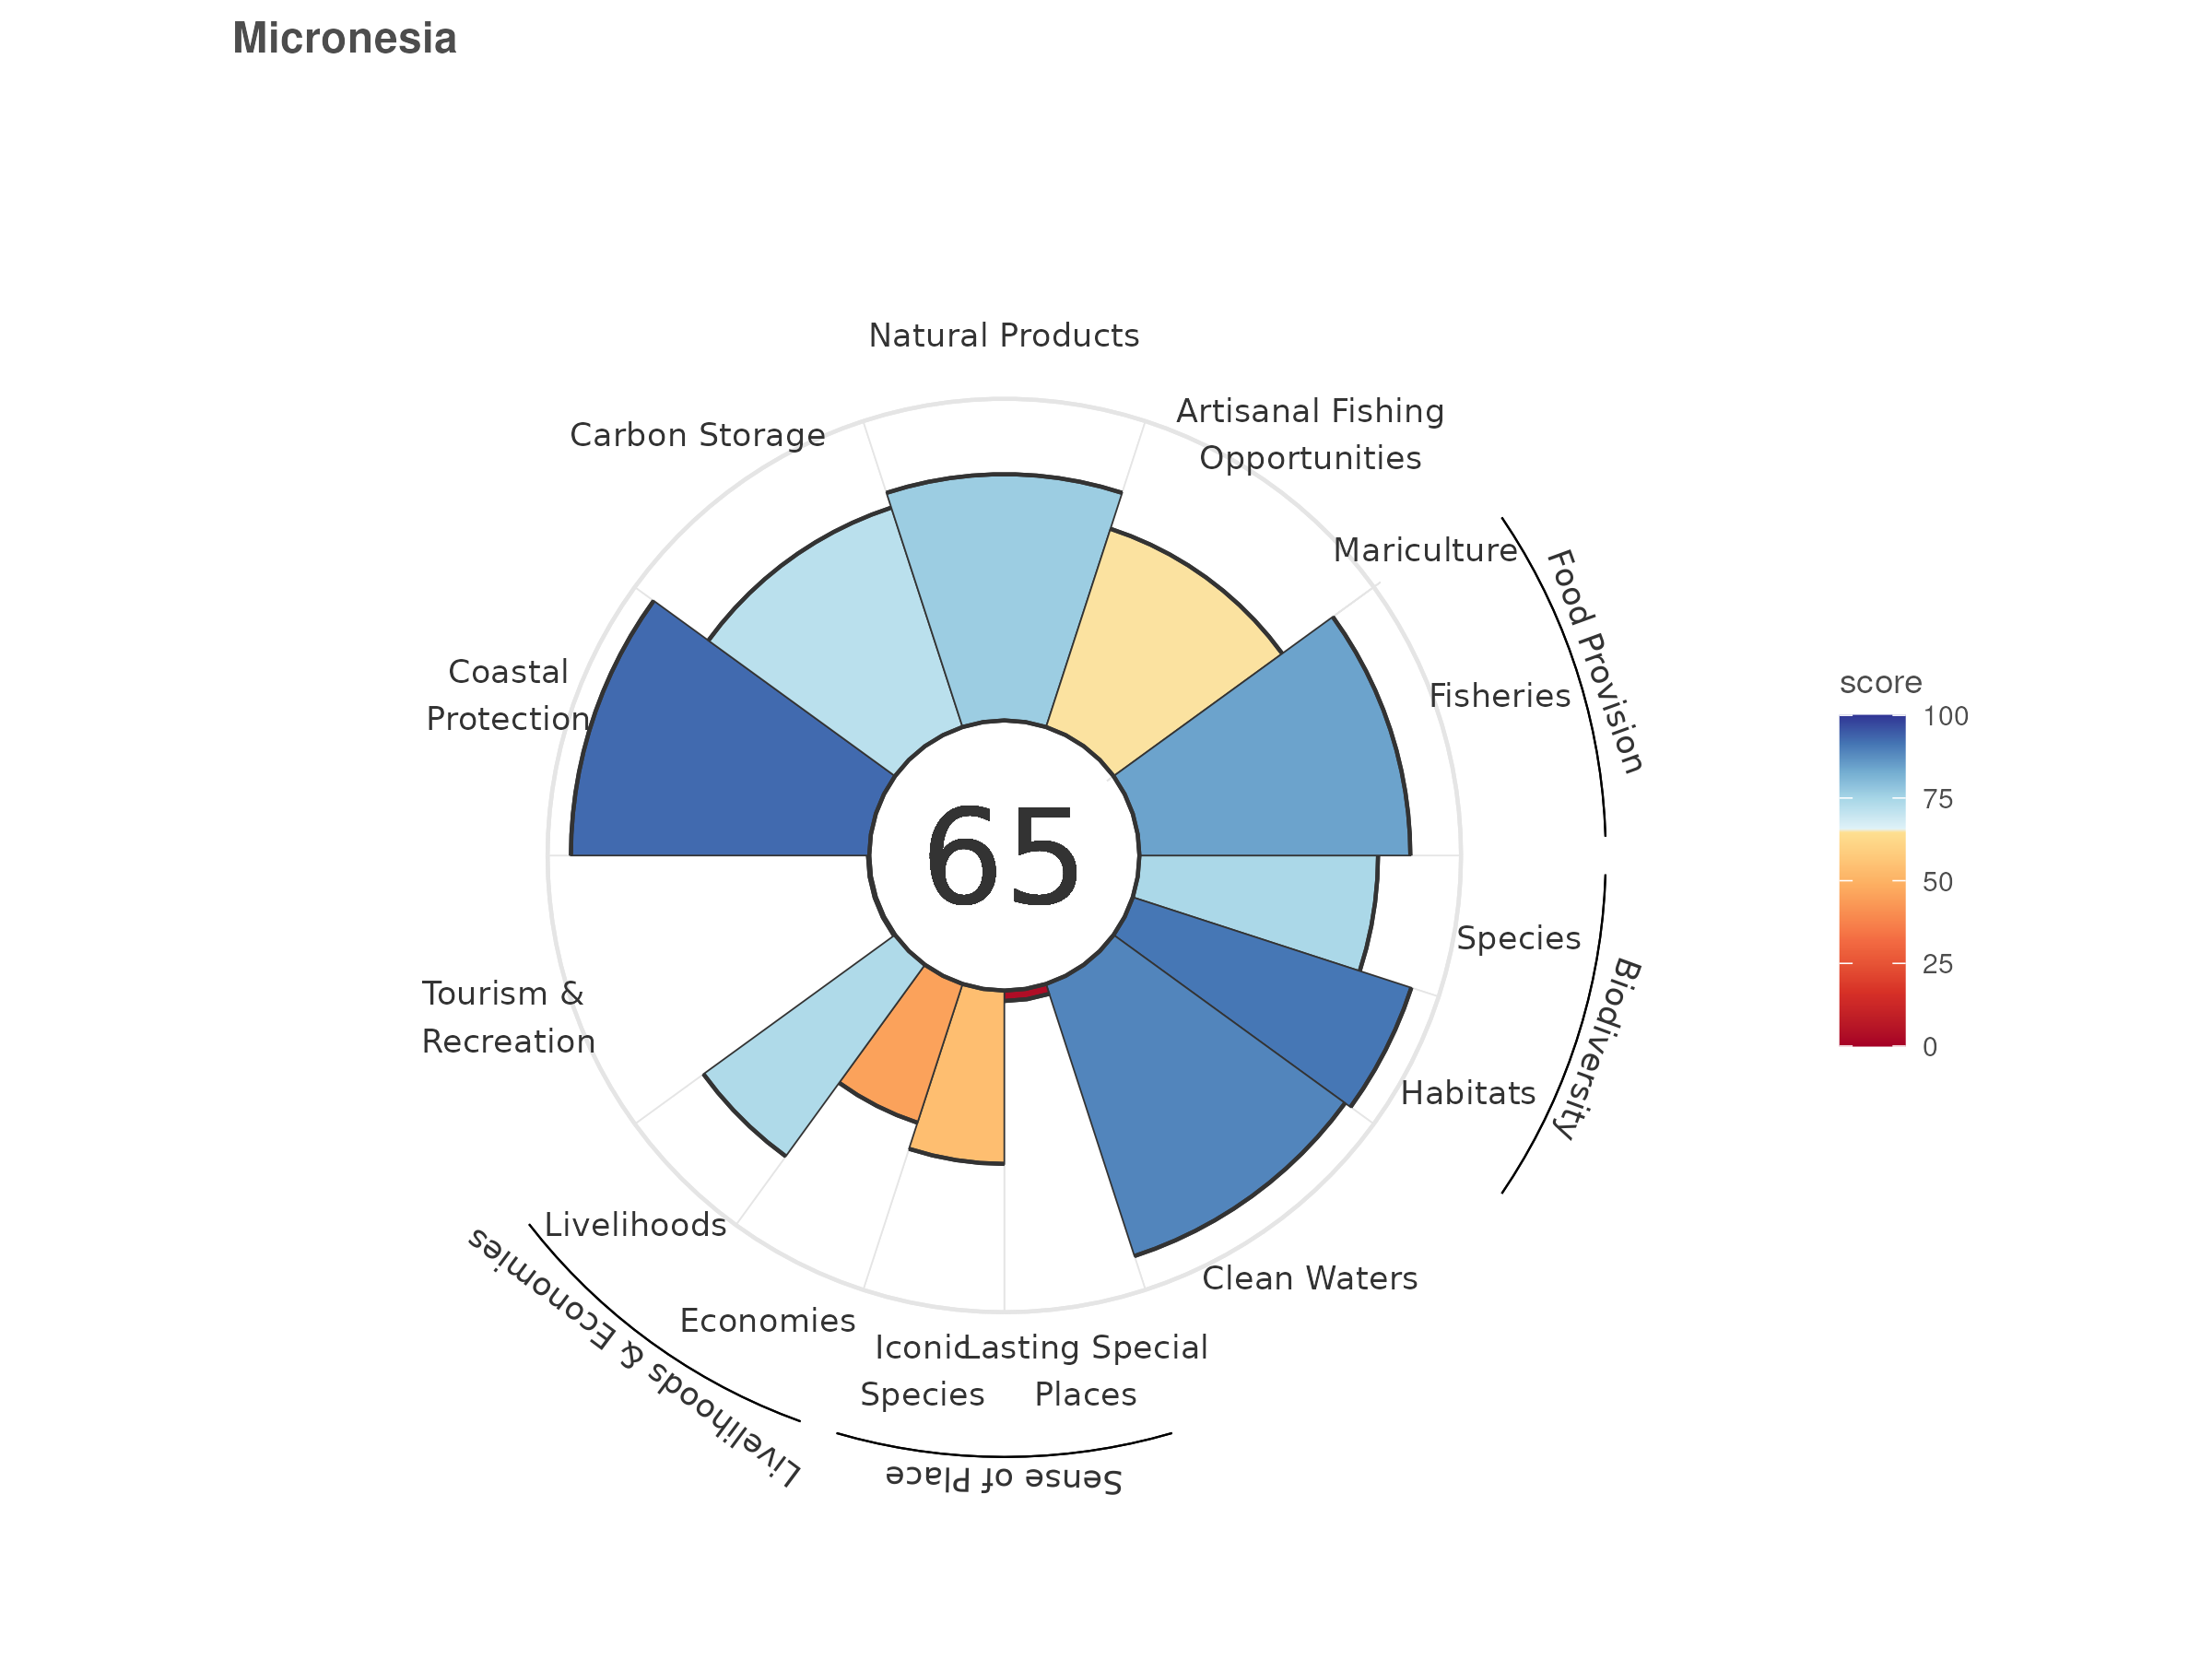 Micronesia
Natural Products
Artisanal Fishing
Opportunities
Carbon Storage
Mariculture
Food Provision
Fisheries
Coastal
Protection
score
100
75
50
25
0
65
Species
Biodiversity
Habitats
Tourism &
Recreation
Livelihoods
Livelihoods & Economies
Economies
Clean Waters
Iconic
Species
Lasting Special
Places
Sense of Place